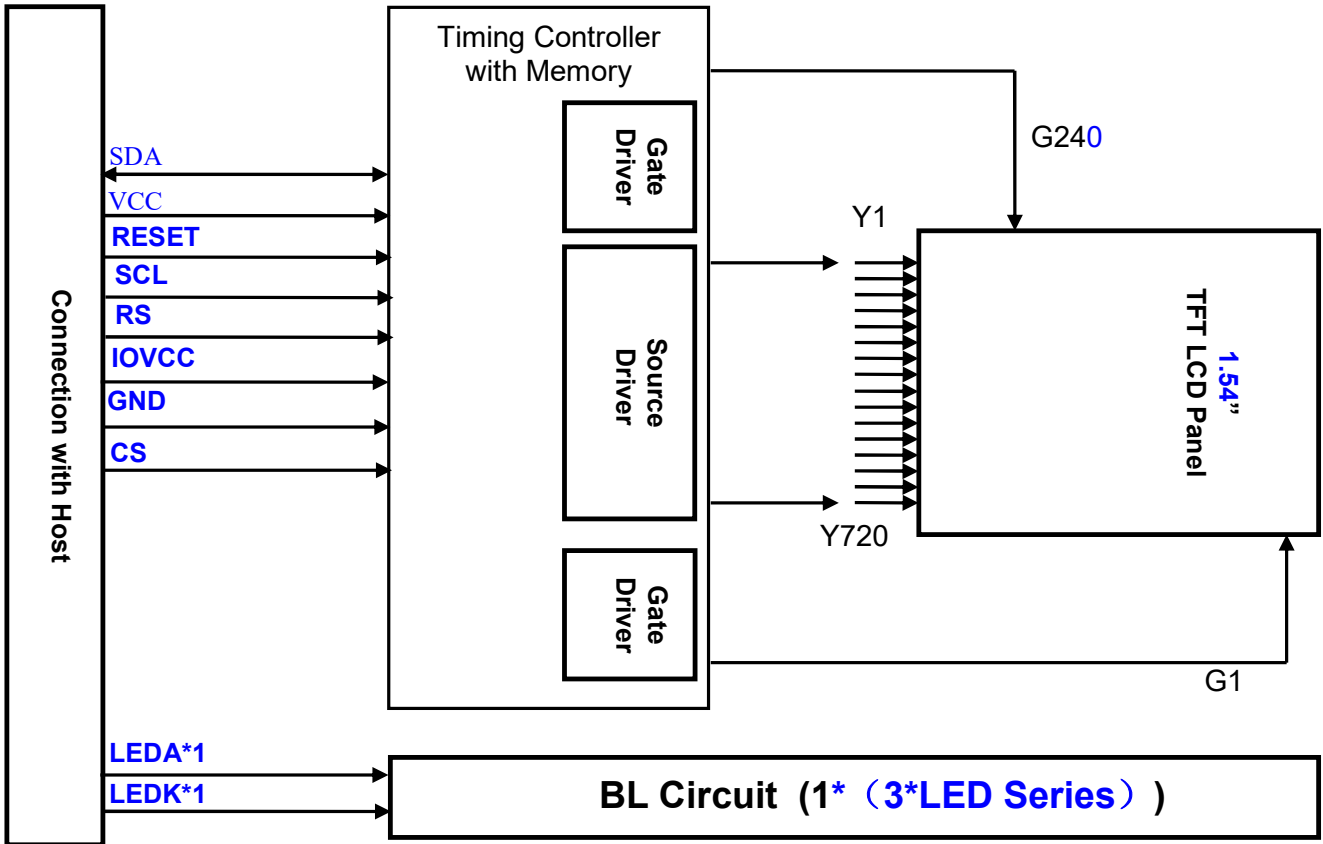 Connection with Host
Timing Controller
with Memory
Gate
Driver
G240
SDA
VCC
RESET
SCL
RS
IOVCC
GND
CS
Source
Driver
Y1
1.54”
TFT LCD Panel
Y720
Gate
Driver
G1
LEDA*1
LEDK*1
BL Circuit (1*（3*LED Series）)